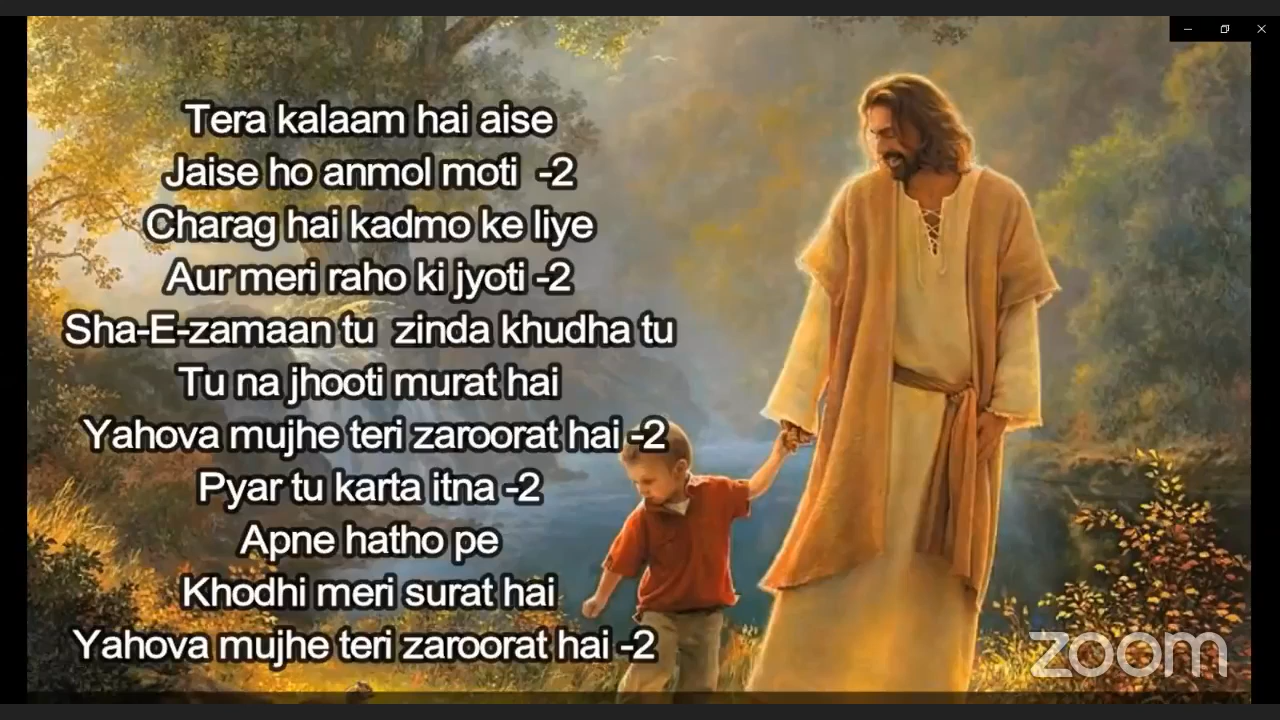 Tera kalaam hai aise
Jaise ho anmol moti -2
Charag hai kadmo ke liye
Aur meri raho ki jyoti -2
Sha-E-zamaan tu zinda khudha tu
Tu na jhooti murat hai
Yahova mujhe teri zaroorat hai -2
Pyar tu karta itna -2
Apne hatho pe
Khodhi meri surat hai
Yahova mujhe teri zaroorat hai -2
zoom